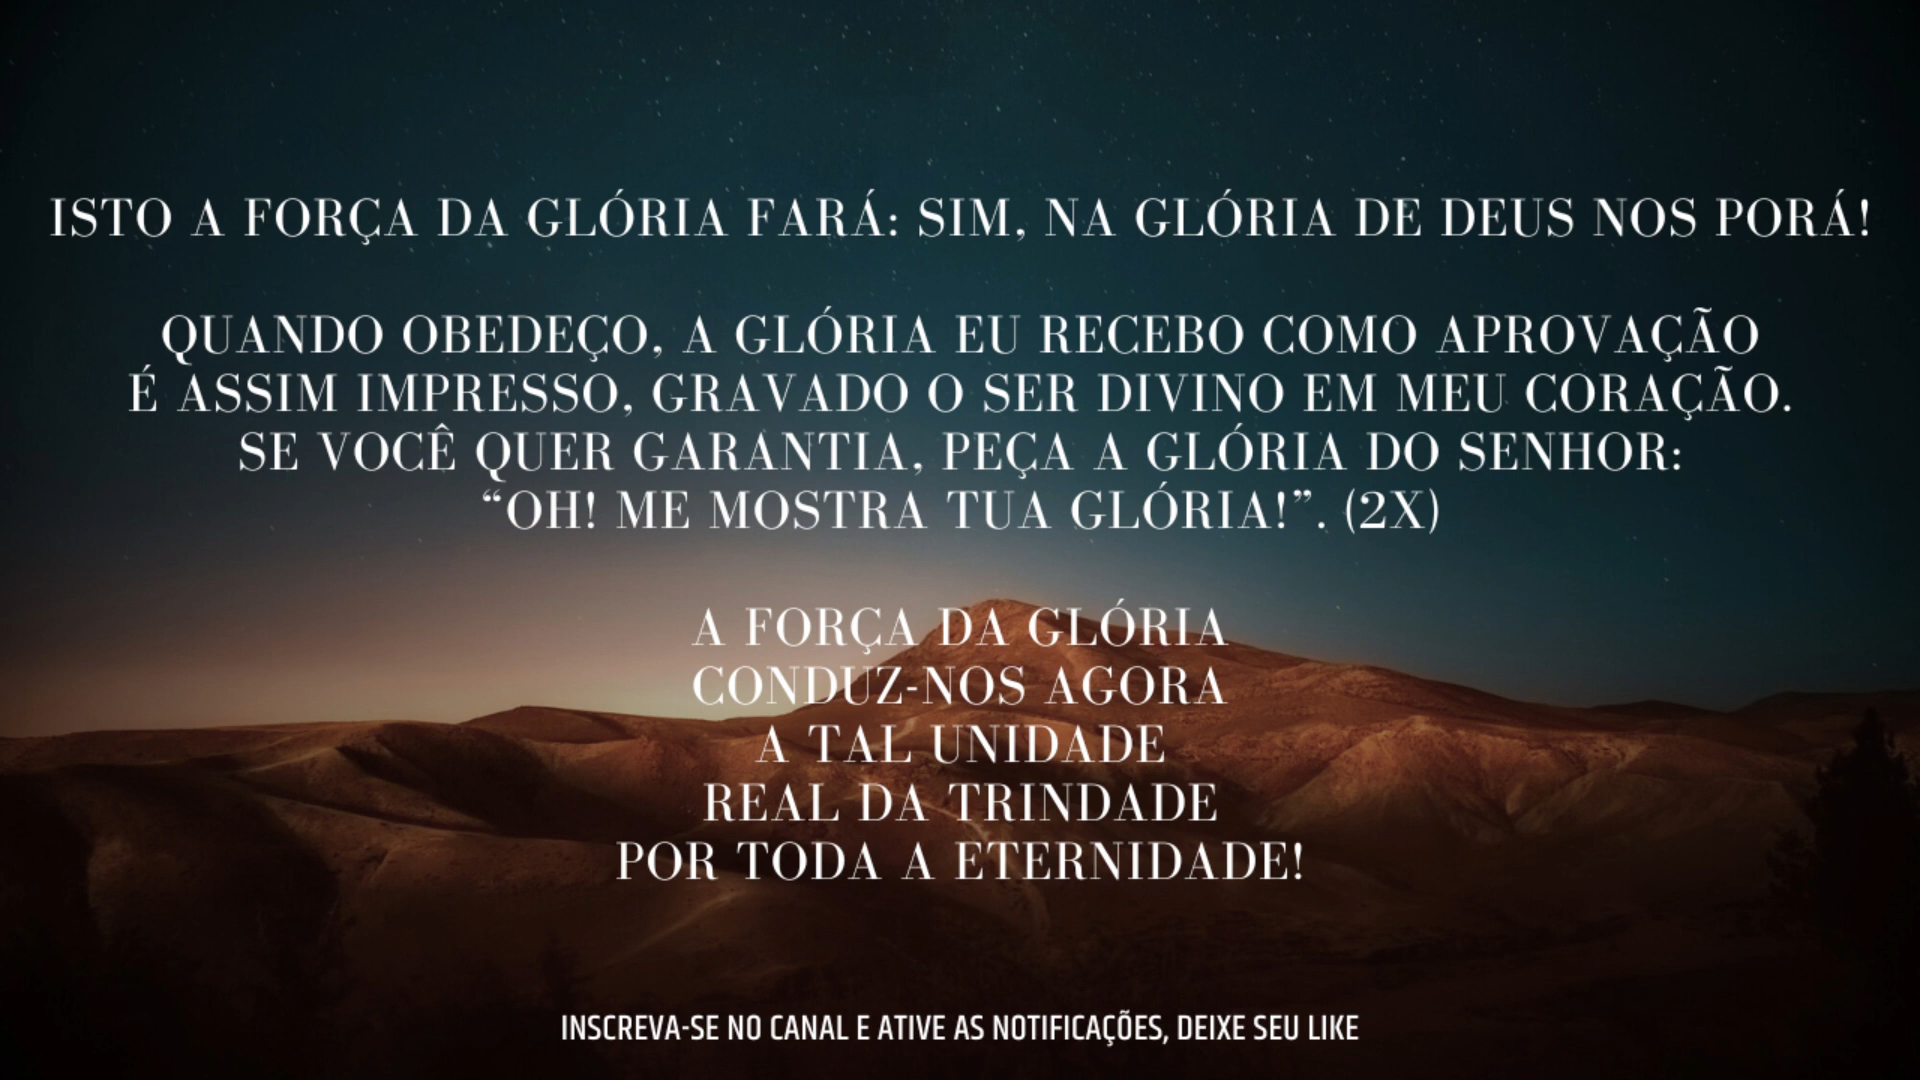 ISTO A FORÇA DA GLÓRIA FARÁ: SIM, NA GLÓRIA DE DEUS NOS PORÁ!
QUANDO OBEDEÇO, A GLÓRIA EU RECEBO COMO APROVAÇÃO
É ASSIM IMPRESSO, GRAVADO O SER DIVINO EM MEU CORAÇÃO.
SE VOCÊ QUER GARANTIA, PEÇA A GLÓRIA DO SENHOR:
“OH! ME MOSTRA TUA GLÓRIA!”. (2X)
A FORÇA DA GLÓRIA
CONDUZ-NOS AGORA
A TAL UNIDADE
REAL DA TRINDADE
POR TODA A ETERNIDADE!
INSCREVA-SE NO CANAL E ATIVE AS NOTIFICAÇÕES, DEIXE SEU LIKE